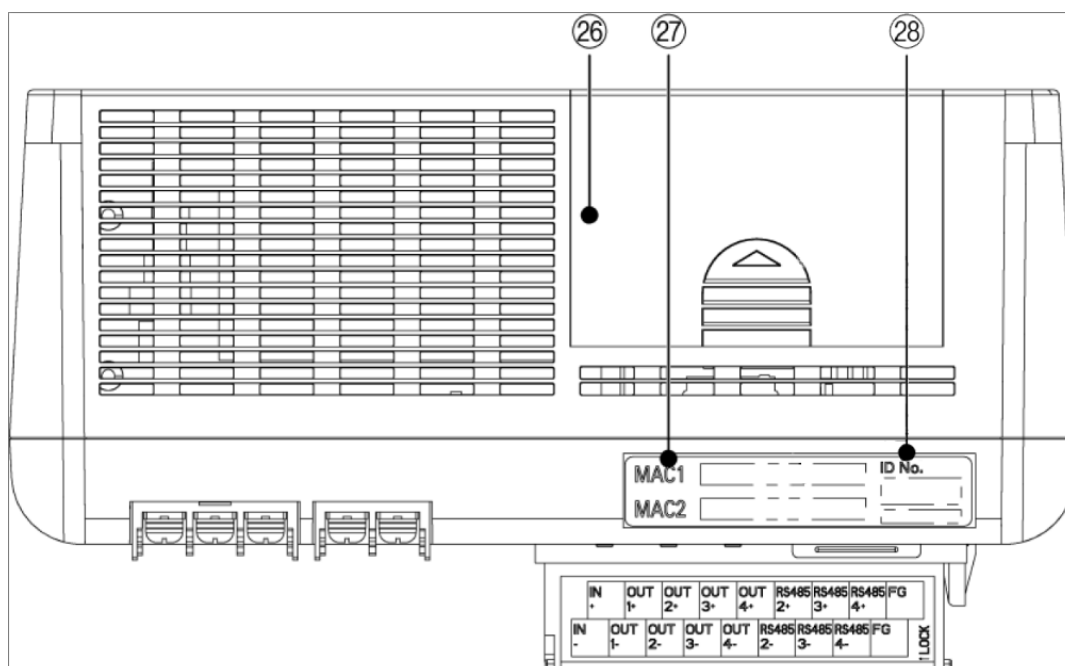 ㉖ ㉗ ㉘
MAC1
ID No.
MAC2
IN + OUT 1+ OUT 2+ OUT 3+ OUT 4+ RS485 2+ RS485 3+ RS485 4+ FG
IN - OUT 1- OUT 2- OUT 3- OUT 4- RS485 2- RS485 3- RS485 4- FG
↑LOCK